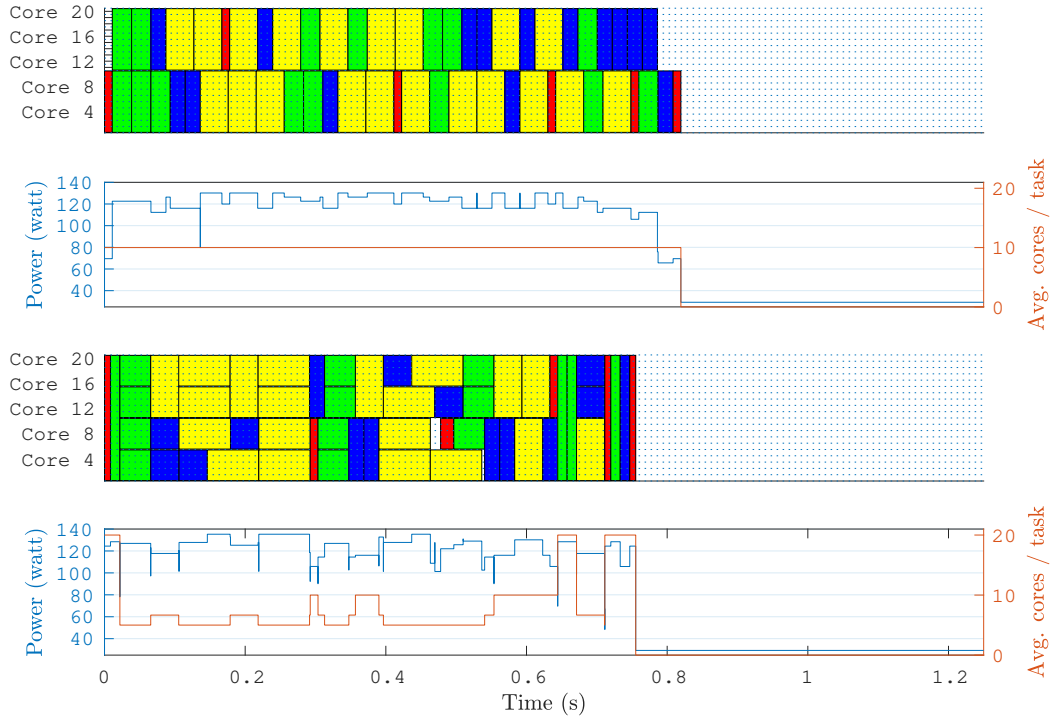 Core 20
Core 16
Core 12
Core 8
Core 4
140
120
100
80
60
40
Power (watt)
20
10
0
Avg. cores / task
Core 20
Core 16
Core 12
Core 8
Core 4
140
120
100
80
60
40
Power (watt)
20
10
0
Avg. cores / task
0 0.2 0.4 0.6 0.8 1 1.2
Time (s)